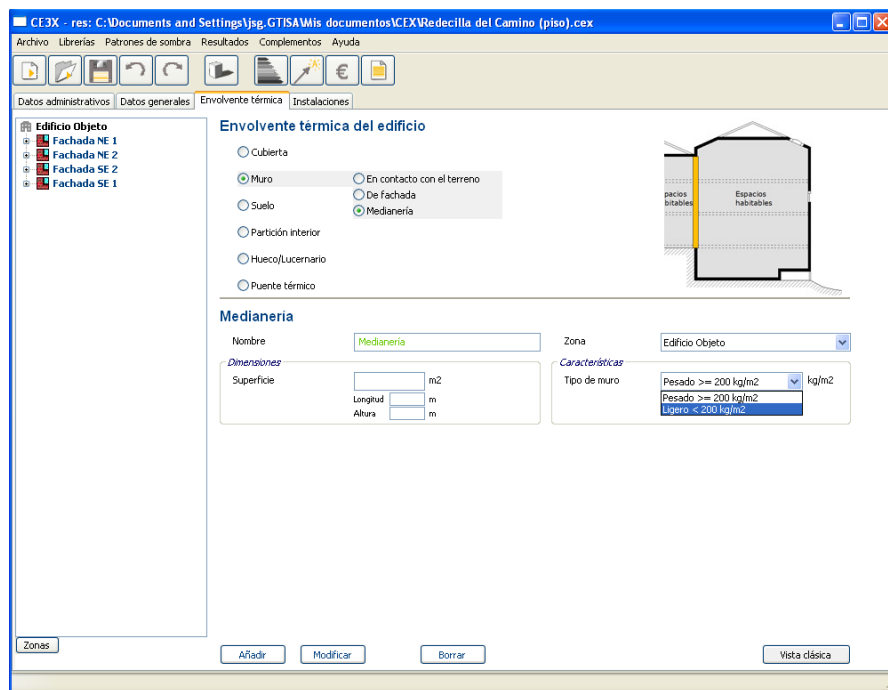 CE3X - res: C:\Documents and Settings\jsg.GTISA\Mis documentos\CEX\Redecilla del Camino (piso).cex
Archivo Librerías Patrones de sombra Resultados Complementos Ayuda
€
Datos administrativos Datos generales Envolvente térmica Instalaciones
Edificio Objeto
Fachada NE 1
Fachada NE 2
Fachada SE 2
Fachada SE 1
Envolvente térmica del edificio
Cubierta
Muro
En contacto con el terreno
De fachada
Suelo
Medianería
Partición interior
Hueco/Lucernario
Puente térmico
pacios
bitables
Espacios
habitables
Medianería
Nombre Medianería Zona Edificio Objeto
Dimensiones Características
Superficie m2 Tipo de muro Pesado >= 200 kg/m2 kg/m2
Longitud m Pesado >= 200 kg/m2
Altura m Ligero < 200 kg/m2
Zonas
Añadir Modificar Borrar Vista clásica